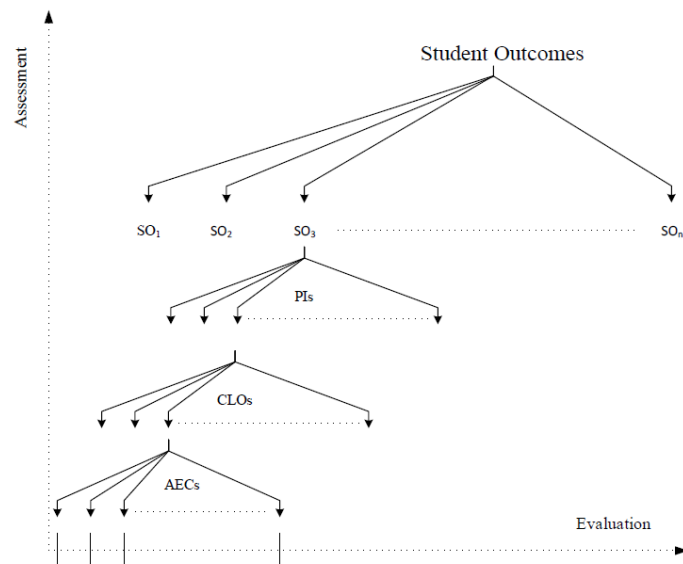 Student Outcomes
Assessment
SO₁ SO₂ SO₃ SOₙ
PIs
CLOs
AECs
Evaluation